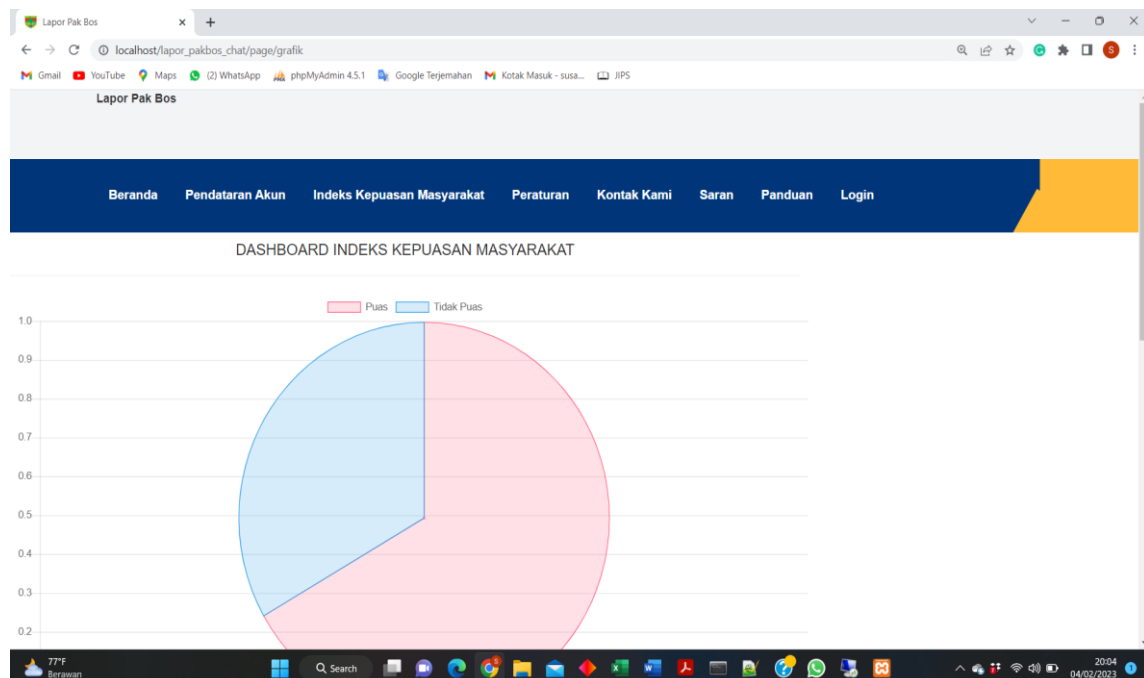 Lapor Pak Bos
localhost/lapor_pakbos_chat/page/grafik
S
Gmail YouTube Maps (2) WhatsApp phpMyAdmin 4.5.1 Google Terjemahan Kotak Masuk - susa... JIPS
Lapor Pak Bos
Beranda Pendataran Akun Indeks Kepuasan Masyarakat Peraturan Kontak Kami Saran Panduan Login
DASHBOARD INDEKS KEPUASAN MASYARAKAT
Puas Tidak Puas
1.0
0.9
0.8
0.7
0.6
0.5
0.4
0.3
0.2
77°F
Berawan
Search
20:04
04/02/2023
1